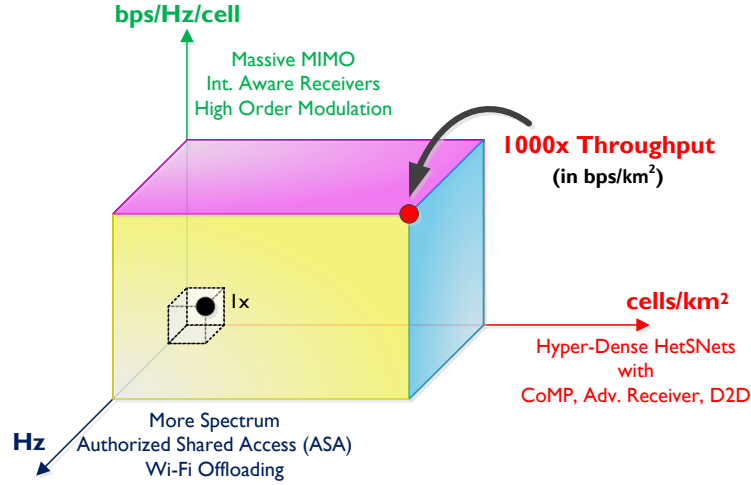 bps/Hz/cell
Massive MIMO
Int. Aware Receivers
High Order Modulation
1000x Throughput
(in bps/km²)
1x
cells/km²
Hyper-Dense HetSNets
with
CoMP, Adv. Receiver, D2D
Hz
More Spectrum
Authorized Shared Access (ASA)
Wi-Fi Offloading